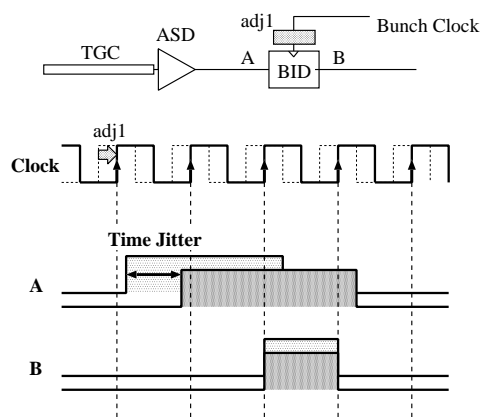 adj1
Bunch Clock
ASD
TGC
A
BID
B
adj1
Clock
Time Jitter
A
B